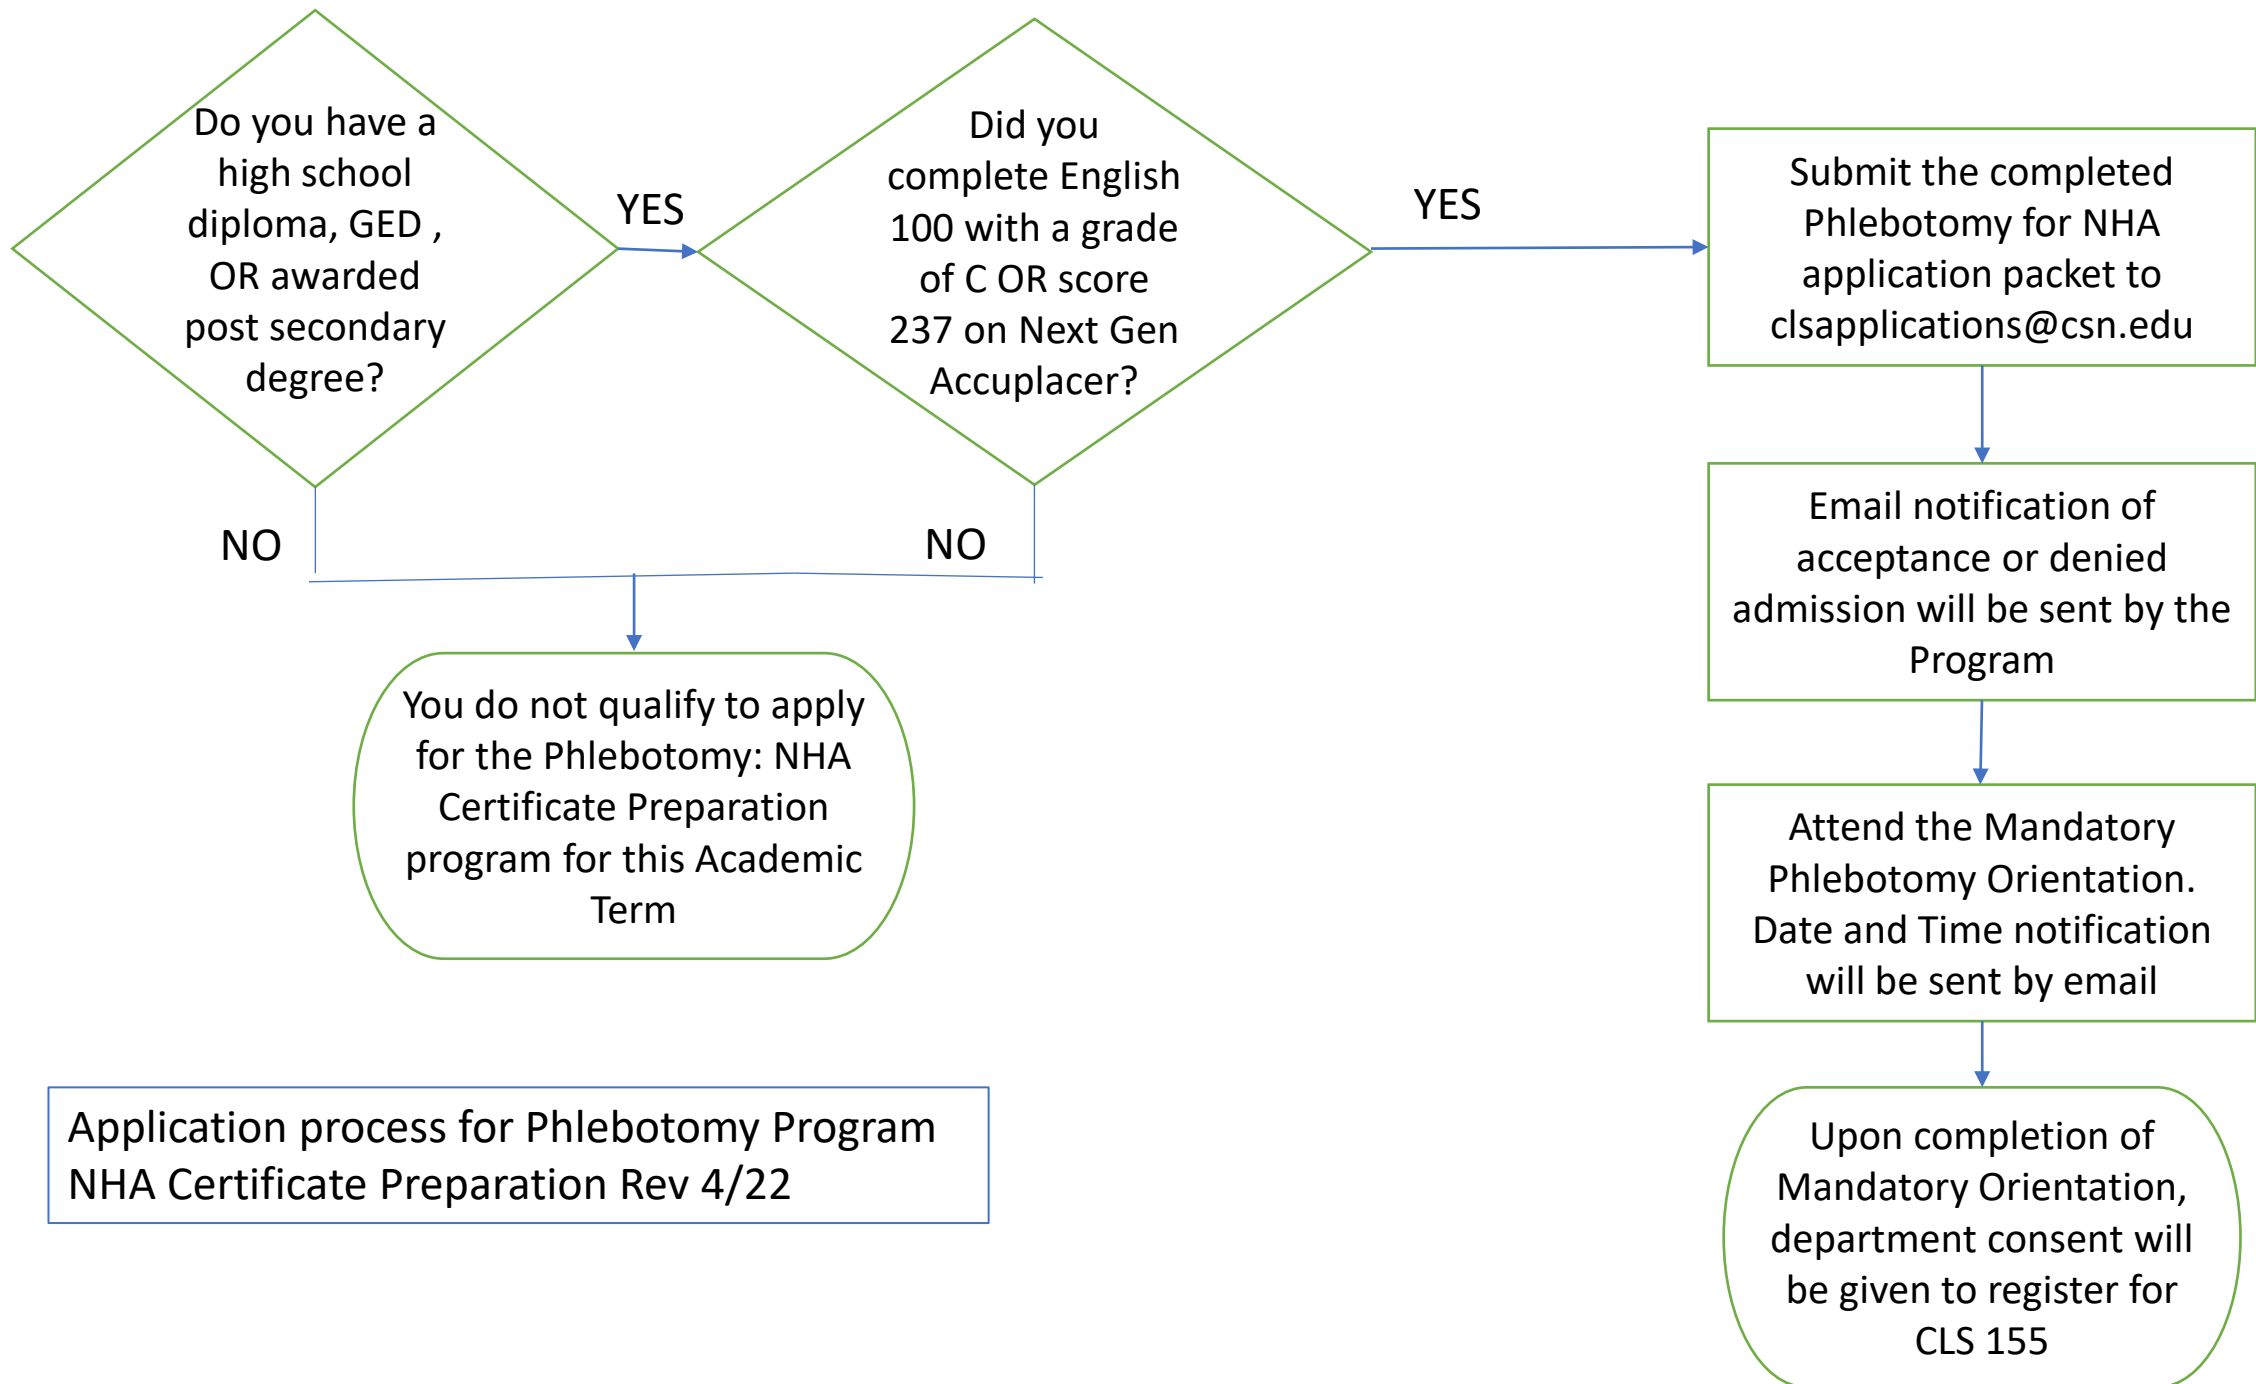 Do you have a
high school
diploma, GED ,
OR awarded
post secondary
degree?
YES
NO
Did you
complete English
100 with a grade
of C OR score
237 on Next Gen
Accuplacer?
YES
NO
You do not qualify to apply
for the Phlebotomy: NHA
Certificate Preparation
program for this Academic
Term
Submit the completed
Phlebotomy for NHA
application packet to
clsapplications@csn.edu
Email notification of
acceptance or denied
admission will be sent by the
Program
Attend the Mandatory
Phlebotomy Orientation.
Date and Time notification
will be sent by email
Upon completion of
Mandatory Orientation,
department consent will
be given to register for
CLS 155
Application process for Phlebotomy Program
NHA Certificate Preparation Rev 4/22